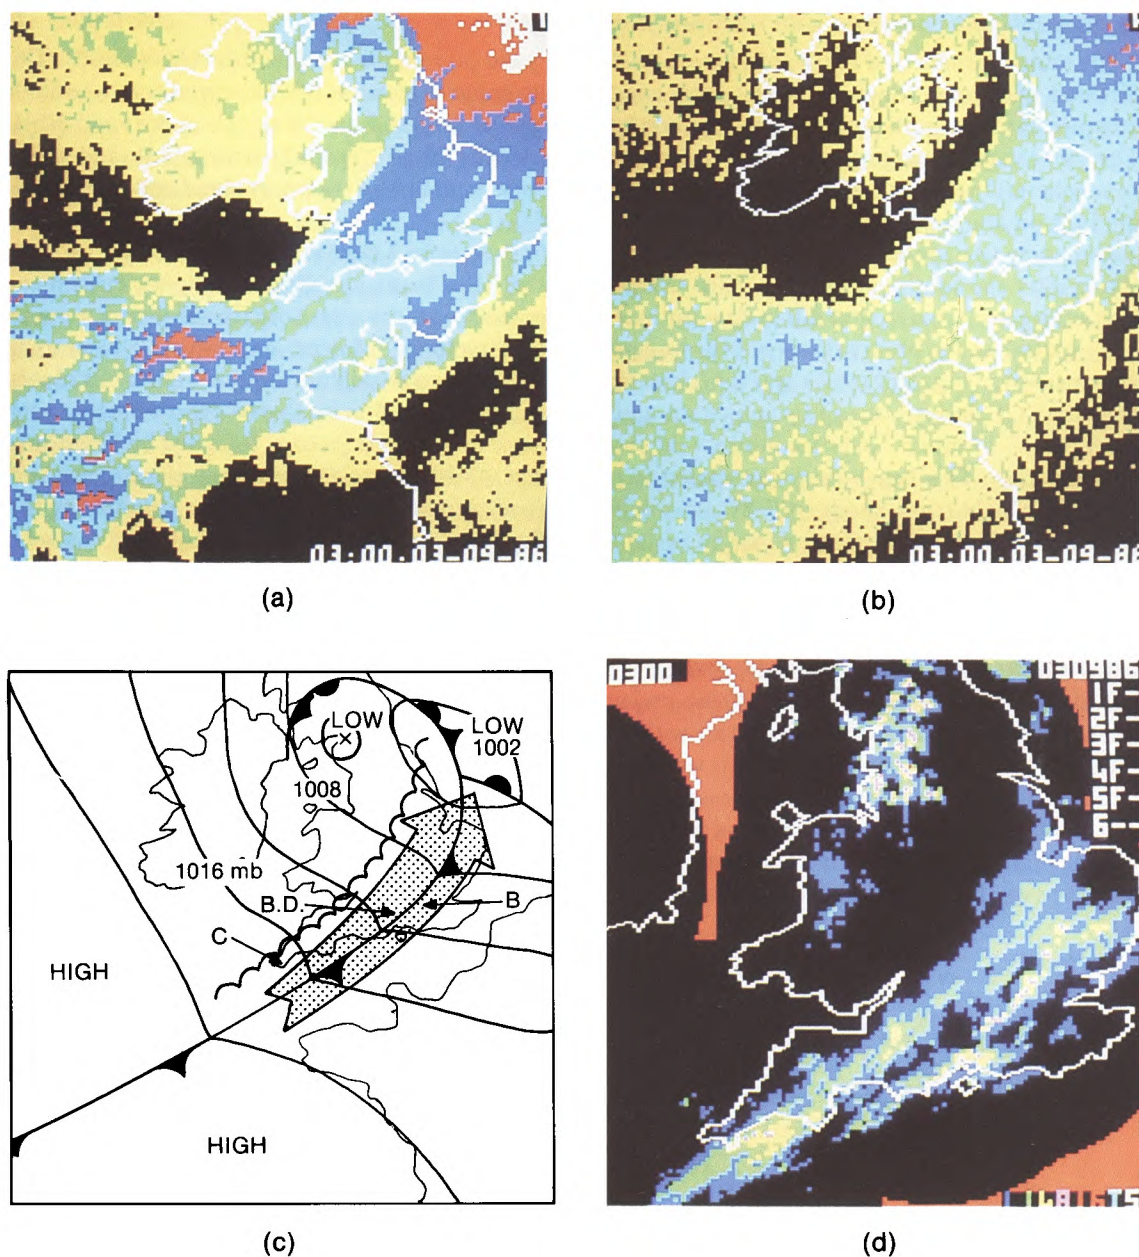 03:00.03-09-86
03:00.03-09-86
(a)
(b)
LOW
LOW
1002
1008
1016 mb
B.D.
B
C
HIGH
HIGH
0300
030986
1F-
2F-
3F-
4F-
5F-
6--
(c)
(d)